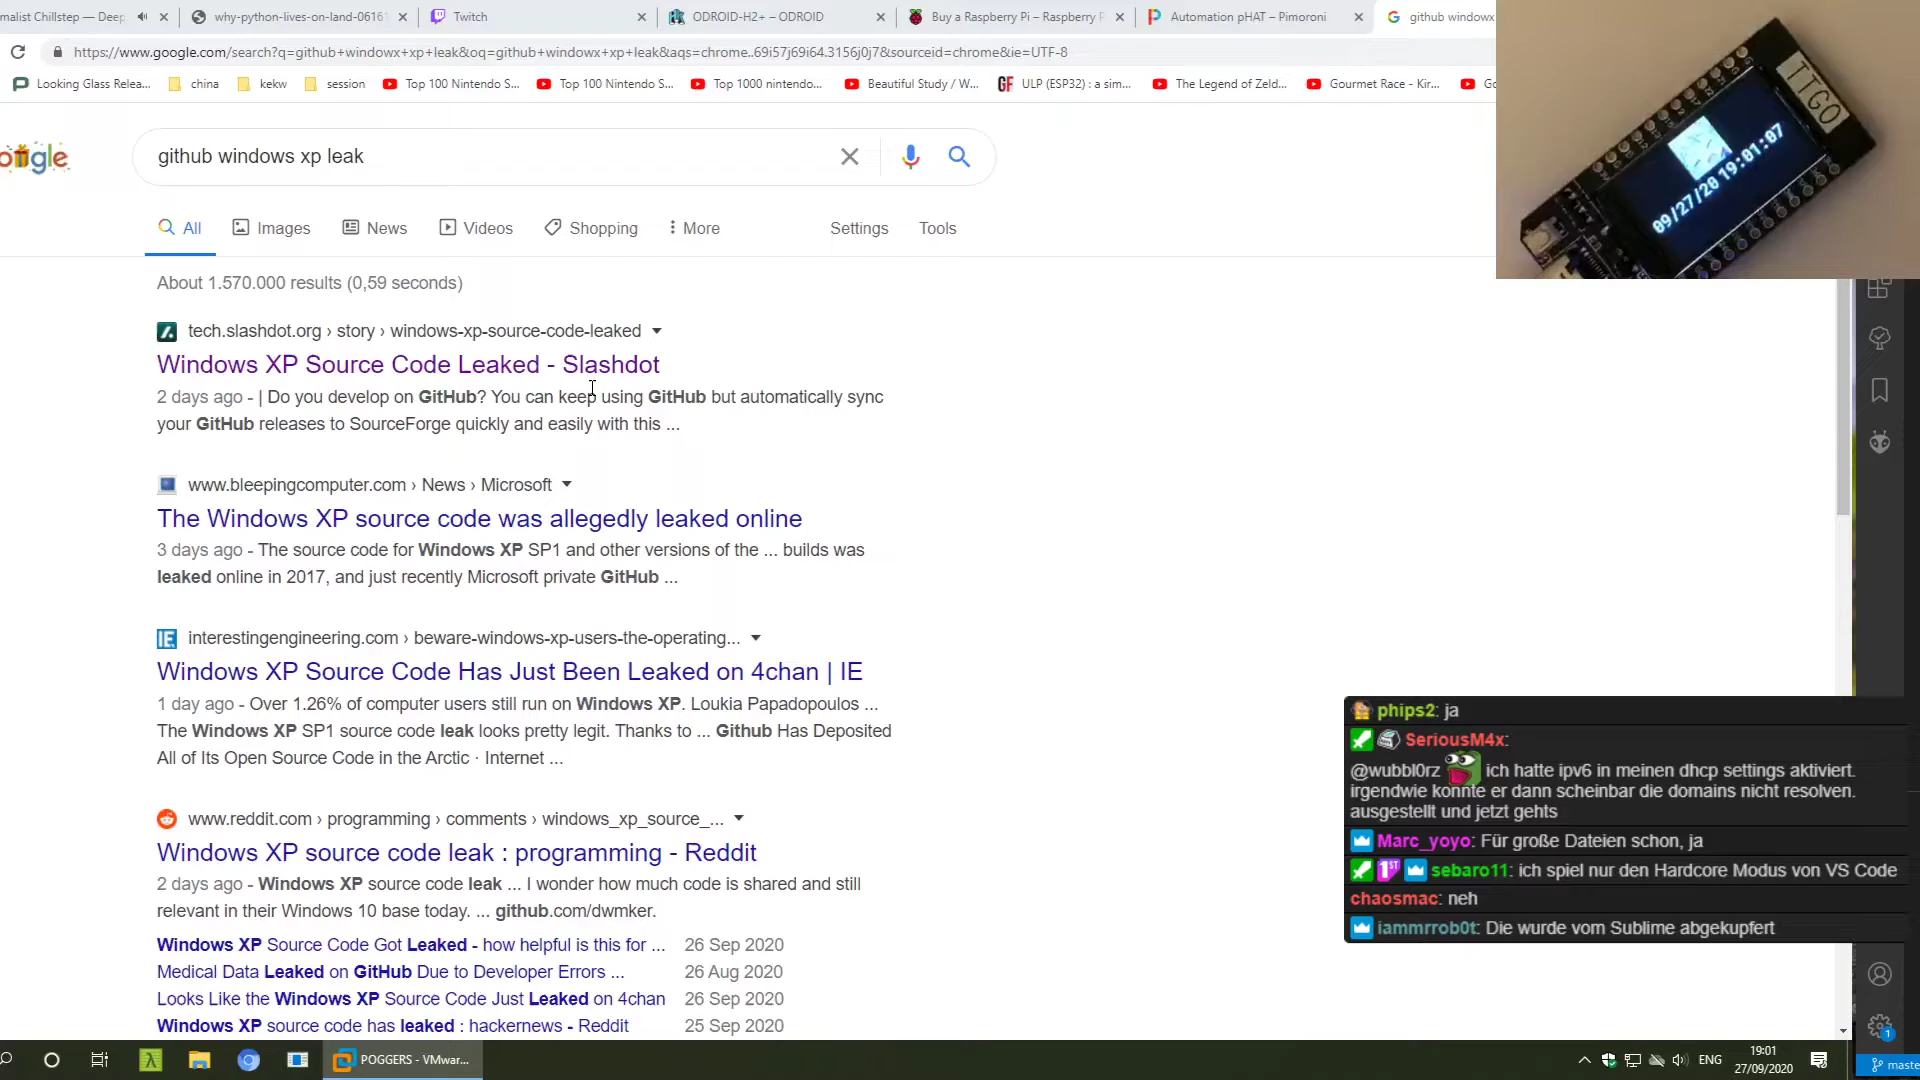 malist Chillstep — Deep
why-python-lives-on-land-06161
Twitch
ODROID-H2+ – ODROID
Buy a Raspberry Pi – Raspberry P
Automation pHAT – Pimoroni
github windowx
https://www.google.com/search?q=github+windowx+xp+leak&oq=github+windowx+xp+leak&aqs=chrome..69i57j69i64.3156j0j7&sourceid=chrome&ie=UTF-8
Looking Glass Relea...
china
kekw
session
Top 100 Nintendo S...
Top 100 Nintendo S...
Top 1000 nintendo...
Beautiful Study / W...
ULP (ESP32) : a sim...
The Legend of Zeld...
Gourmet Race - Kir...
TTGO
09/27/20 19:01:07
github windows xp leak
All
Images
News
Videos
Shopping
More
Settings
Tools
About 1.570.000 results (0,59 seconds)
tech.slashdot.org › story › windows-xp-source-code-leaked
Windows XP Source Code Leaked - Slashdot
2 days ago - | Do you develop on GitHub? You can keep using GitHub but automatically sync
your GitHub releases to SourceForge quickly and easily with this ...
www.bleepingcomputer.com › News › Microsoft
The Windows XP source code was allegedly leaked online
3 days ago - The source code for Windows XP SP1 and other versions of the ... builds was
leaked online in 2017, and just recently Microsoft private GitHub ...
interestingengineering.com › beware-windows-xp-users-the-operating...
Windows XP Source Code Has Just Been Leaked on 4chan | IE
1 day ago - Over 1.26% of computer users still run on Windows XP. Loukia Papadopoulos ...
The Windows XP SP1 source code leak looks pretty legit. Thanks to ... Github Has Deposited
All of Its Open Source Code in the Arctic · Internet ...
www.reddit.com › programming › comments › windows_xp_source_...
Windows XP source code leak : programming - Reddit
2 days ago - Windows XP source code leak ... I wonder how much code is shared and still
relevant in their Windows 10 base today. ... github.com/dwmker.
Windows XP Source Code Got Leaked - how helpful is this for ... 26 Sep 2020
Medical Data Leaked on GitHub Due to Developer Errors ... 26 Aug 2020
Looks Like the Windows XP Source Code Just Leaked on 4chan 26 Sep 2020
Windows XP source code has leaked : hackernews - Reddit 25 Sep 2020
phips2: ja
SeriousM4x:
@wubbl0rz ich hatte ipv6 in meinen dhcp settings aktiviert.
irgendwie konnte er dann scheinbar die domains nicht resolven.
ausgestellt und jetzt gehts
Marc_yoyo: Für große Dateien schon, ja
sebaro11: ich spiel nur den Hardcore Modus von VS Code
chaosmac: neh
iammrrob0t: Die wurde vom Sublime abgekupfert
POGGERS - VMwar...
ENG
19:01
27/09/2020
1
maste